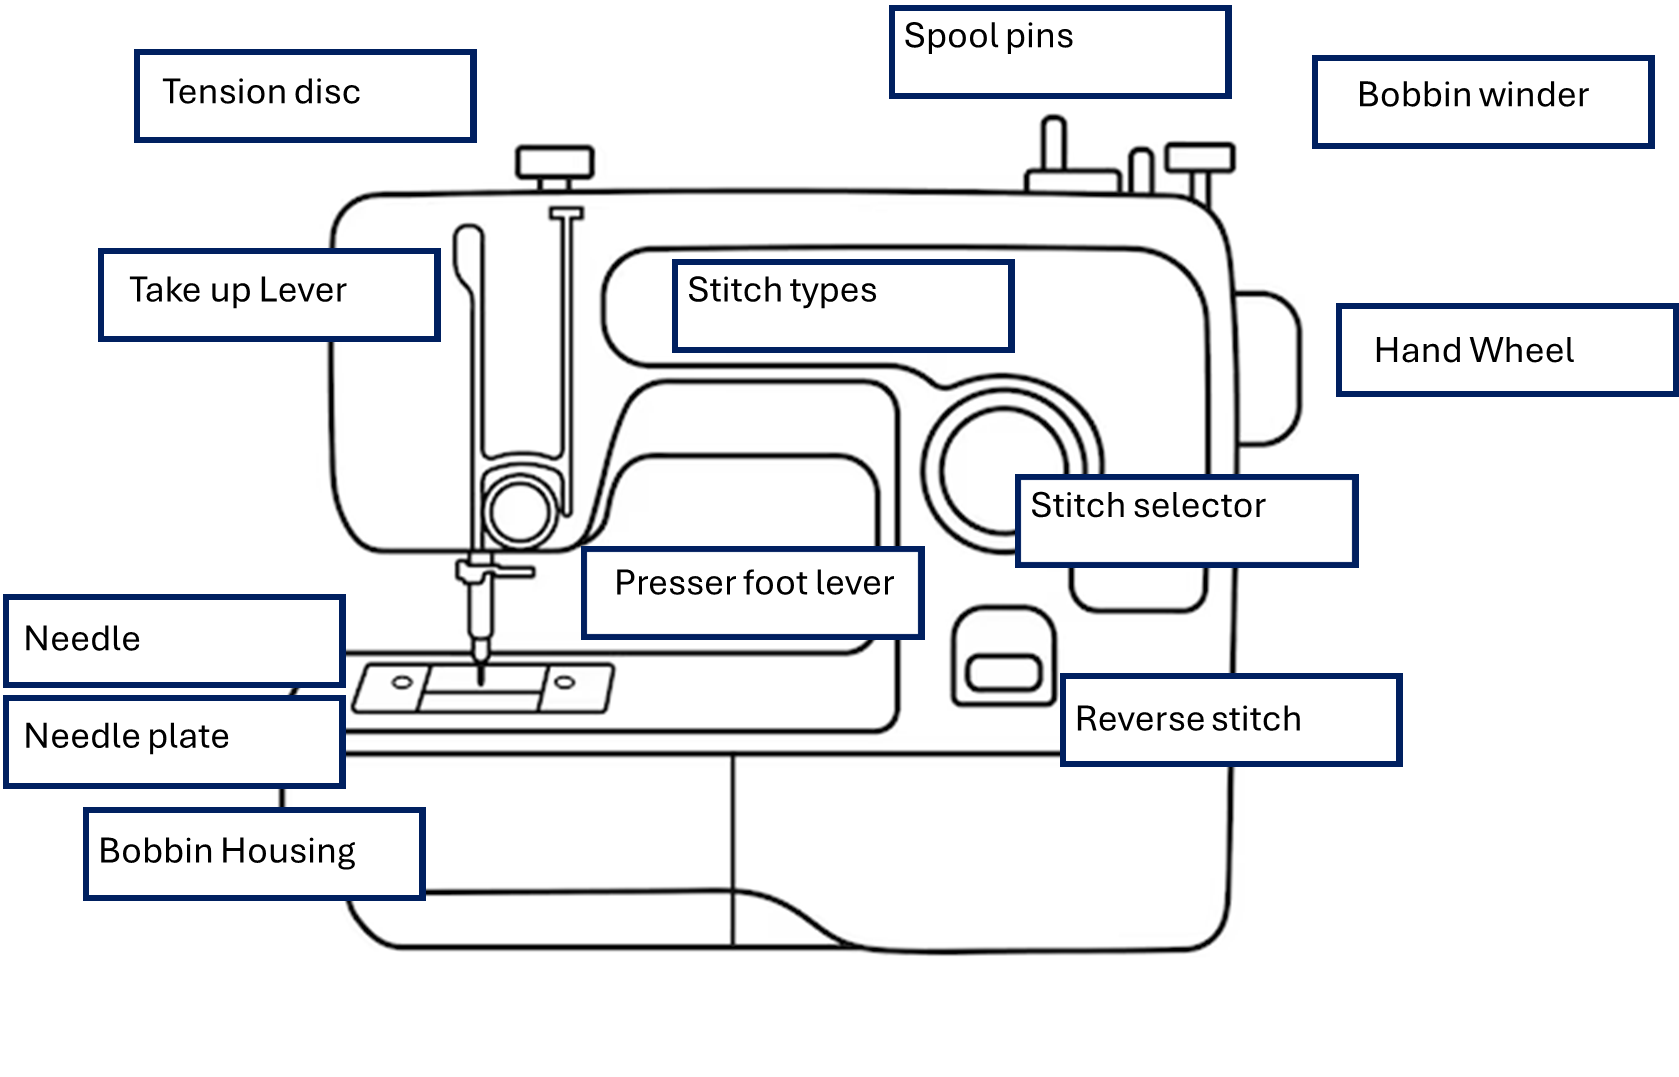 Spool pins
Tension disc
Bobbin winder
Take up Lever
Stitch types
Hand Wheel
Stitch selector
Presser foot lever
Needle
Reverse stitch
Needle plate
Bobbin Housing